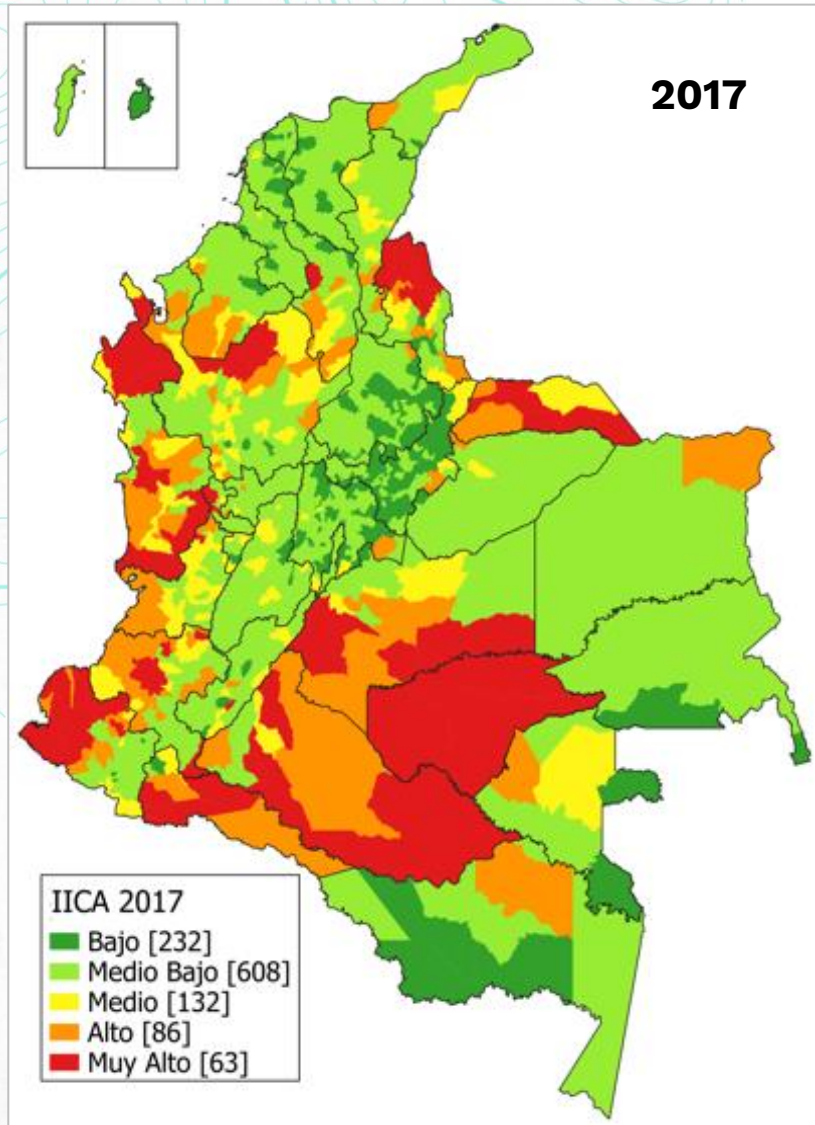 2017
IICA 2017
Bajo [232]
Medio Bajo [608]
Medio [132]
Alto [86]
Muy Alto [63]